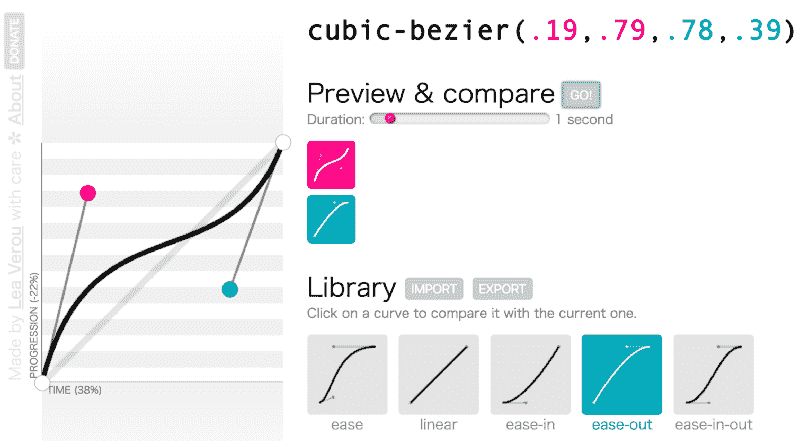 cubic-bezier(.19,.79,.78,.39)
Preview & compare GO!
Duration: 1 second
Library IMPORT EXPORT
Click on a curve to compare it with the current one.
ease linear ease-in ease-out ease-in-out
PROGRESSION (-22%)
TIME (38%)
Made by Lea Verou with care ✲ About DONATE